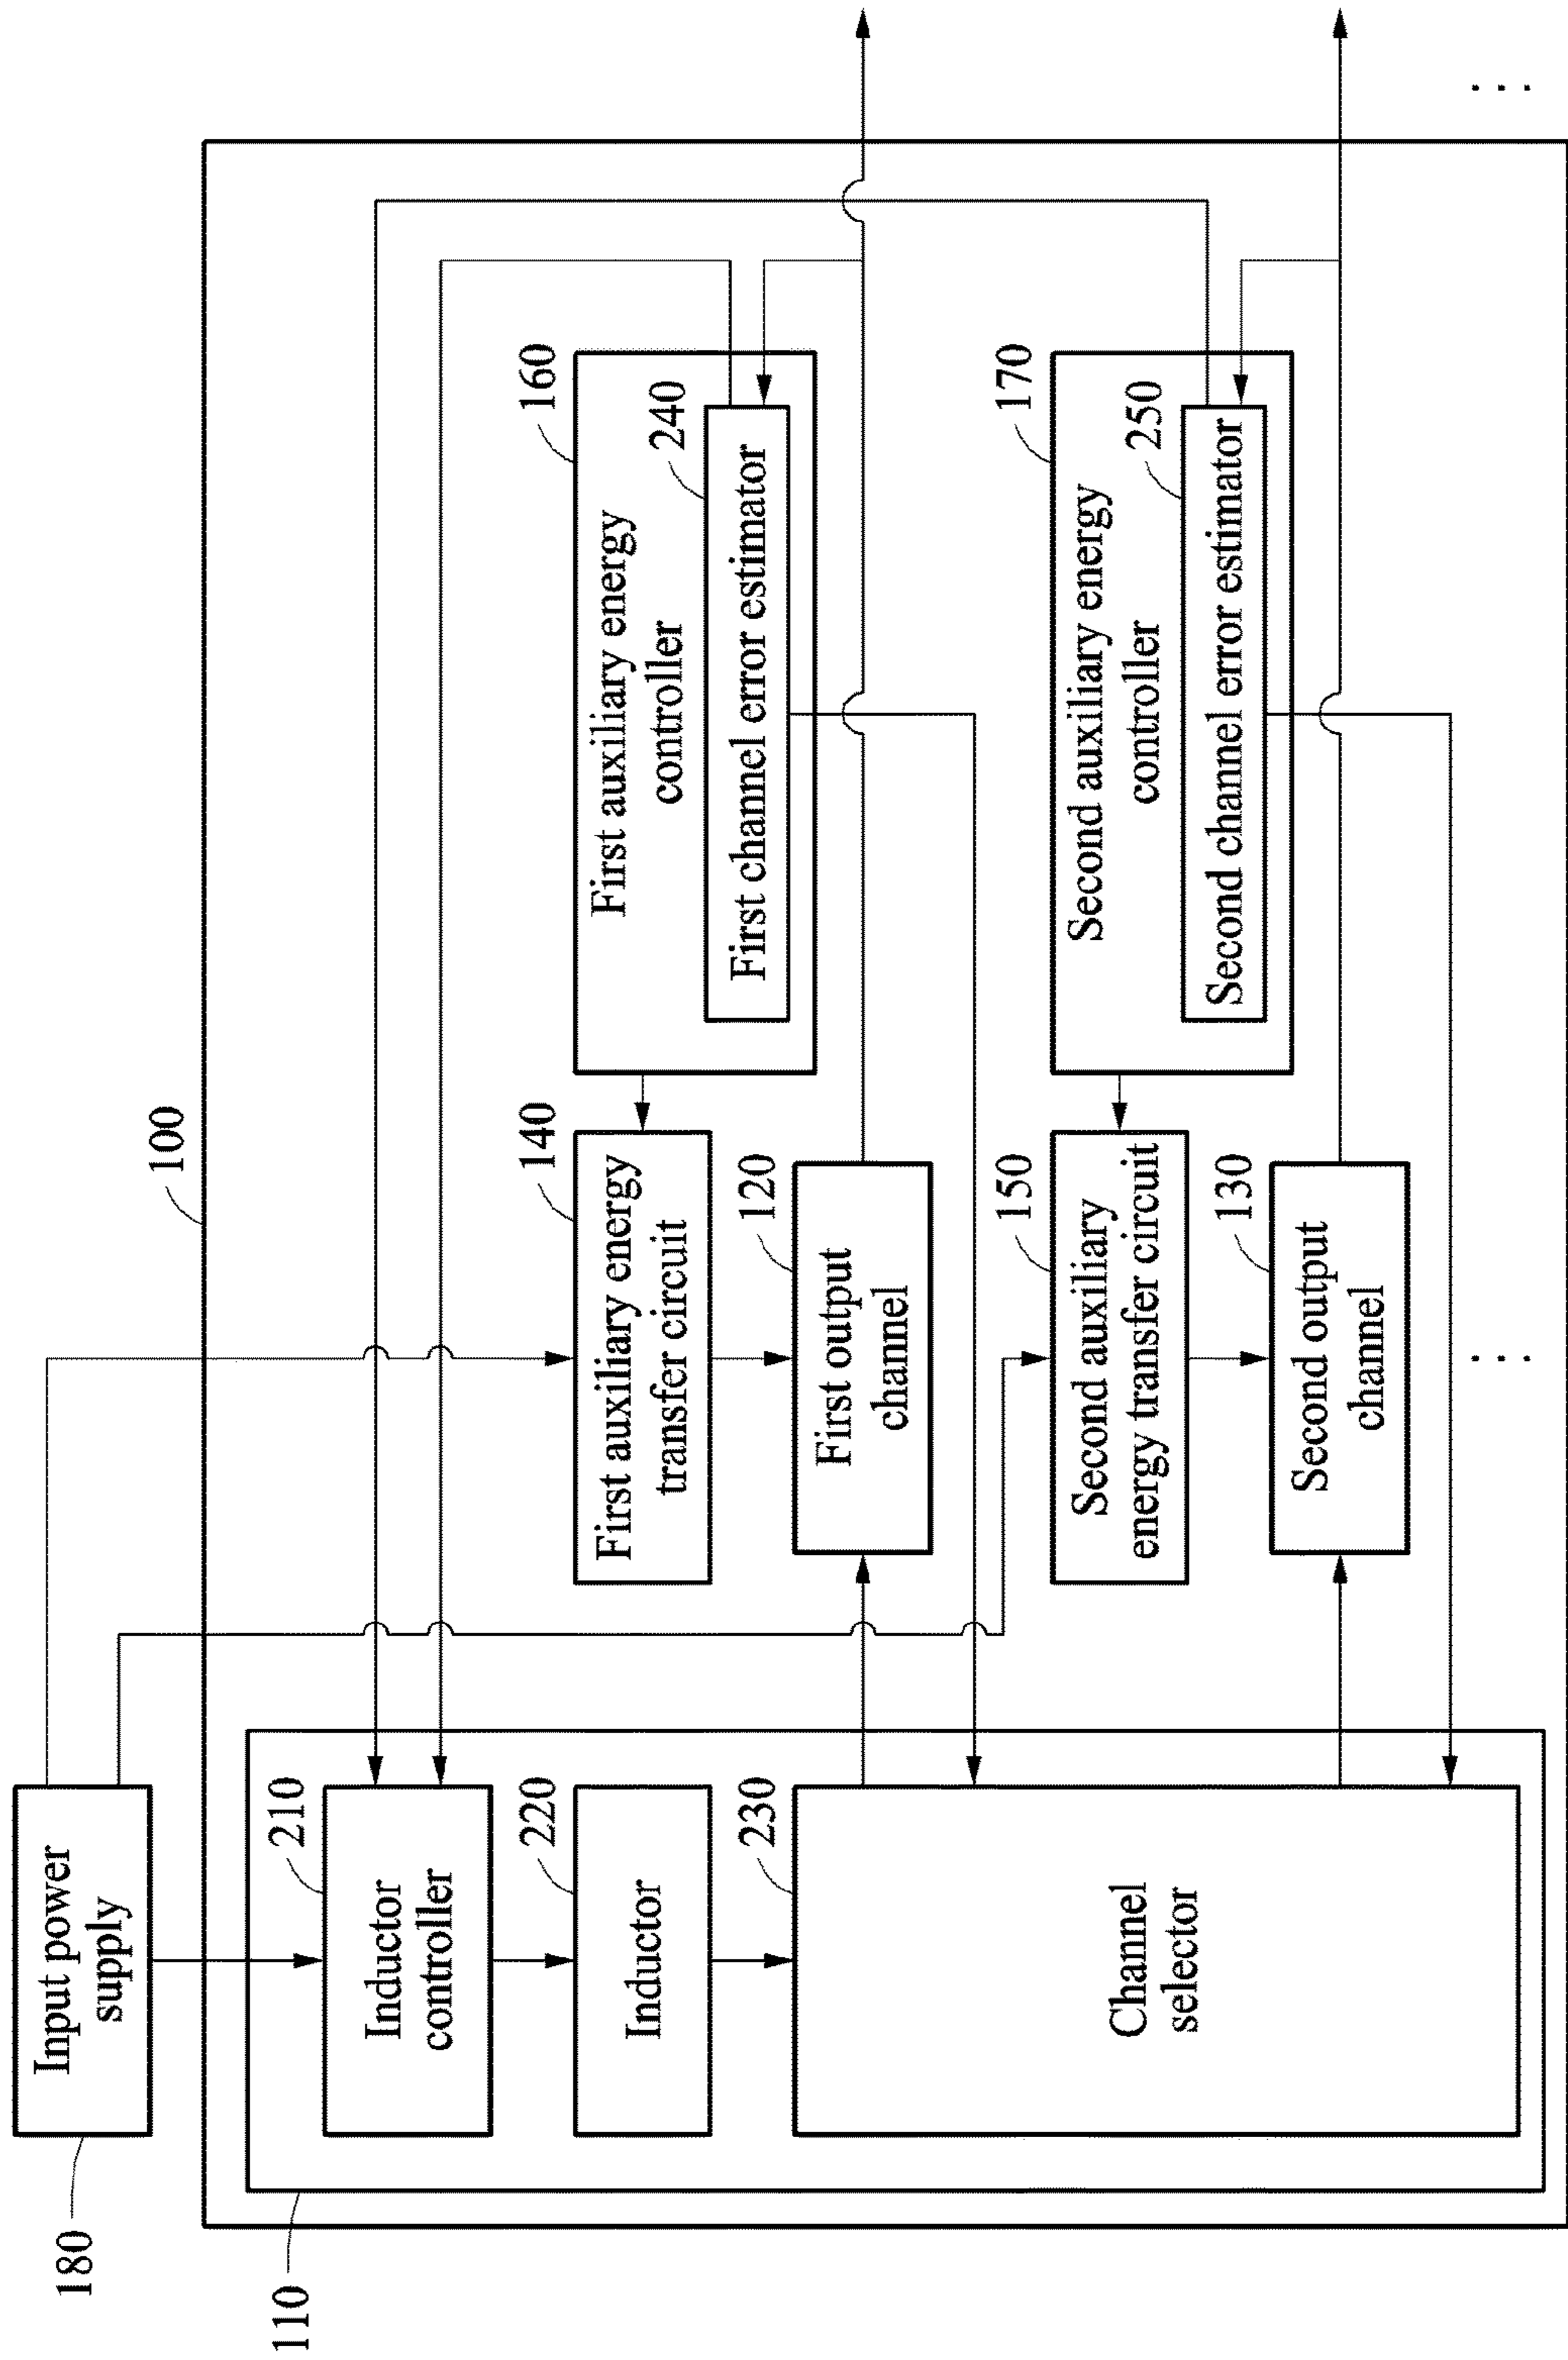 180
Input power
supply
110
100
210
Inductor
controller
220
Inductor
230
Channel
selector
140
First auxiliary energy
transfer circuit
120
First output
channel
160
First auxiliary energy
controller
240
First channel error estimator
150
Second auxiliary
energy transfer circuit
130
Second output
channel
170
Second auxiliary energy
controller
250
Second channel error estimator
...
...